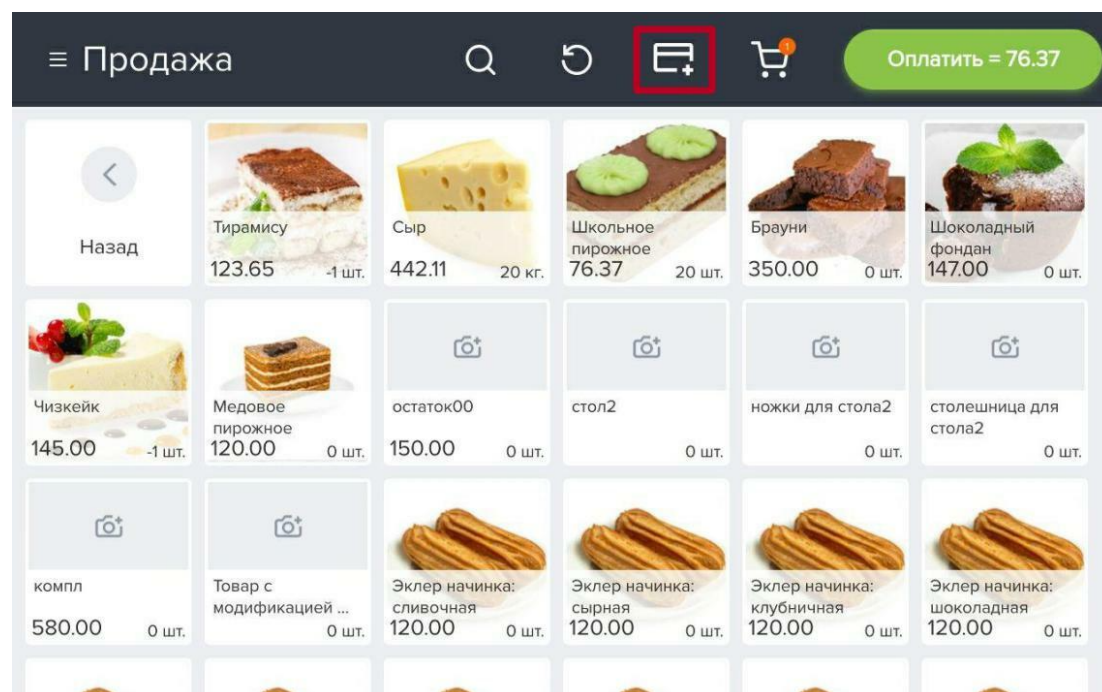 Продажа
1
Оплатить = 76.37
Назад
Тирамису
123.65 -1 шт.
Сыр
442.11 20 кг.
Школьное
пирожное
76.37 20 шт.
Брауни
350.00 0 шт.
Шоколадный
фондан
147.00 0 шт.
Чизкейк
145.00 -1 шт.
Медовое
пирожное
120.00 0 шт.
остаток00
150.00 0 шт.
стол2
0 шт.
ножки для стола2
0 шт.
столешница для
стола2
0 шт.
компл
580.00 0 шт.
Товар с
модификацией ...
0 шт.
Эклер начинка:
сливочная
120.00 0 шт.
Эклер начинка:
сырная
120.00 0 шт.
Эклер начинка:
клубничная
120.00 0 шт.
Эклер начинка:
шоколадная
120.00 0 шт.